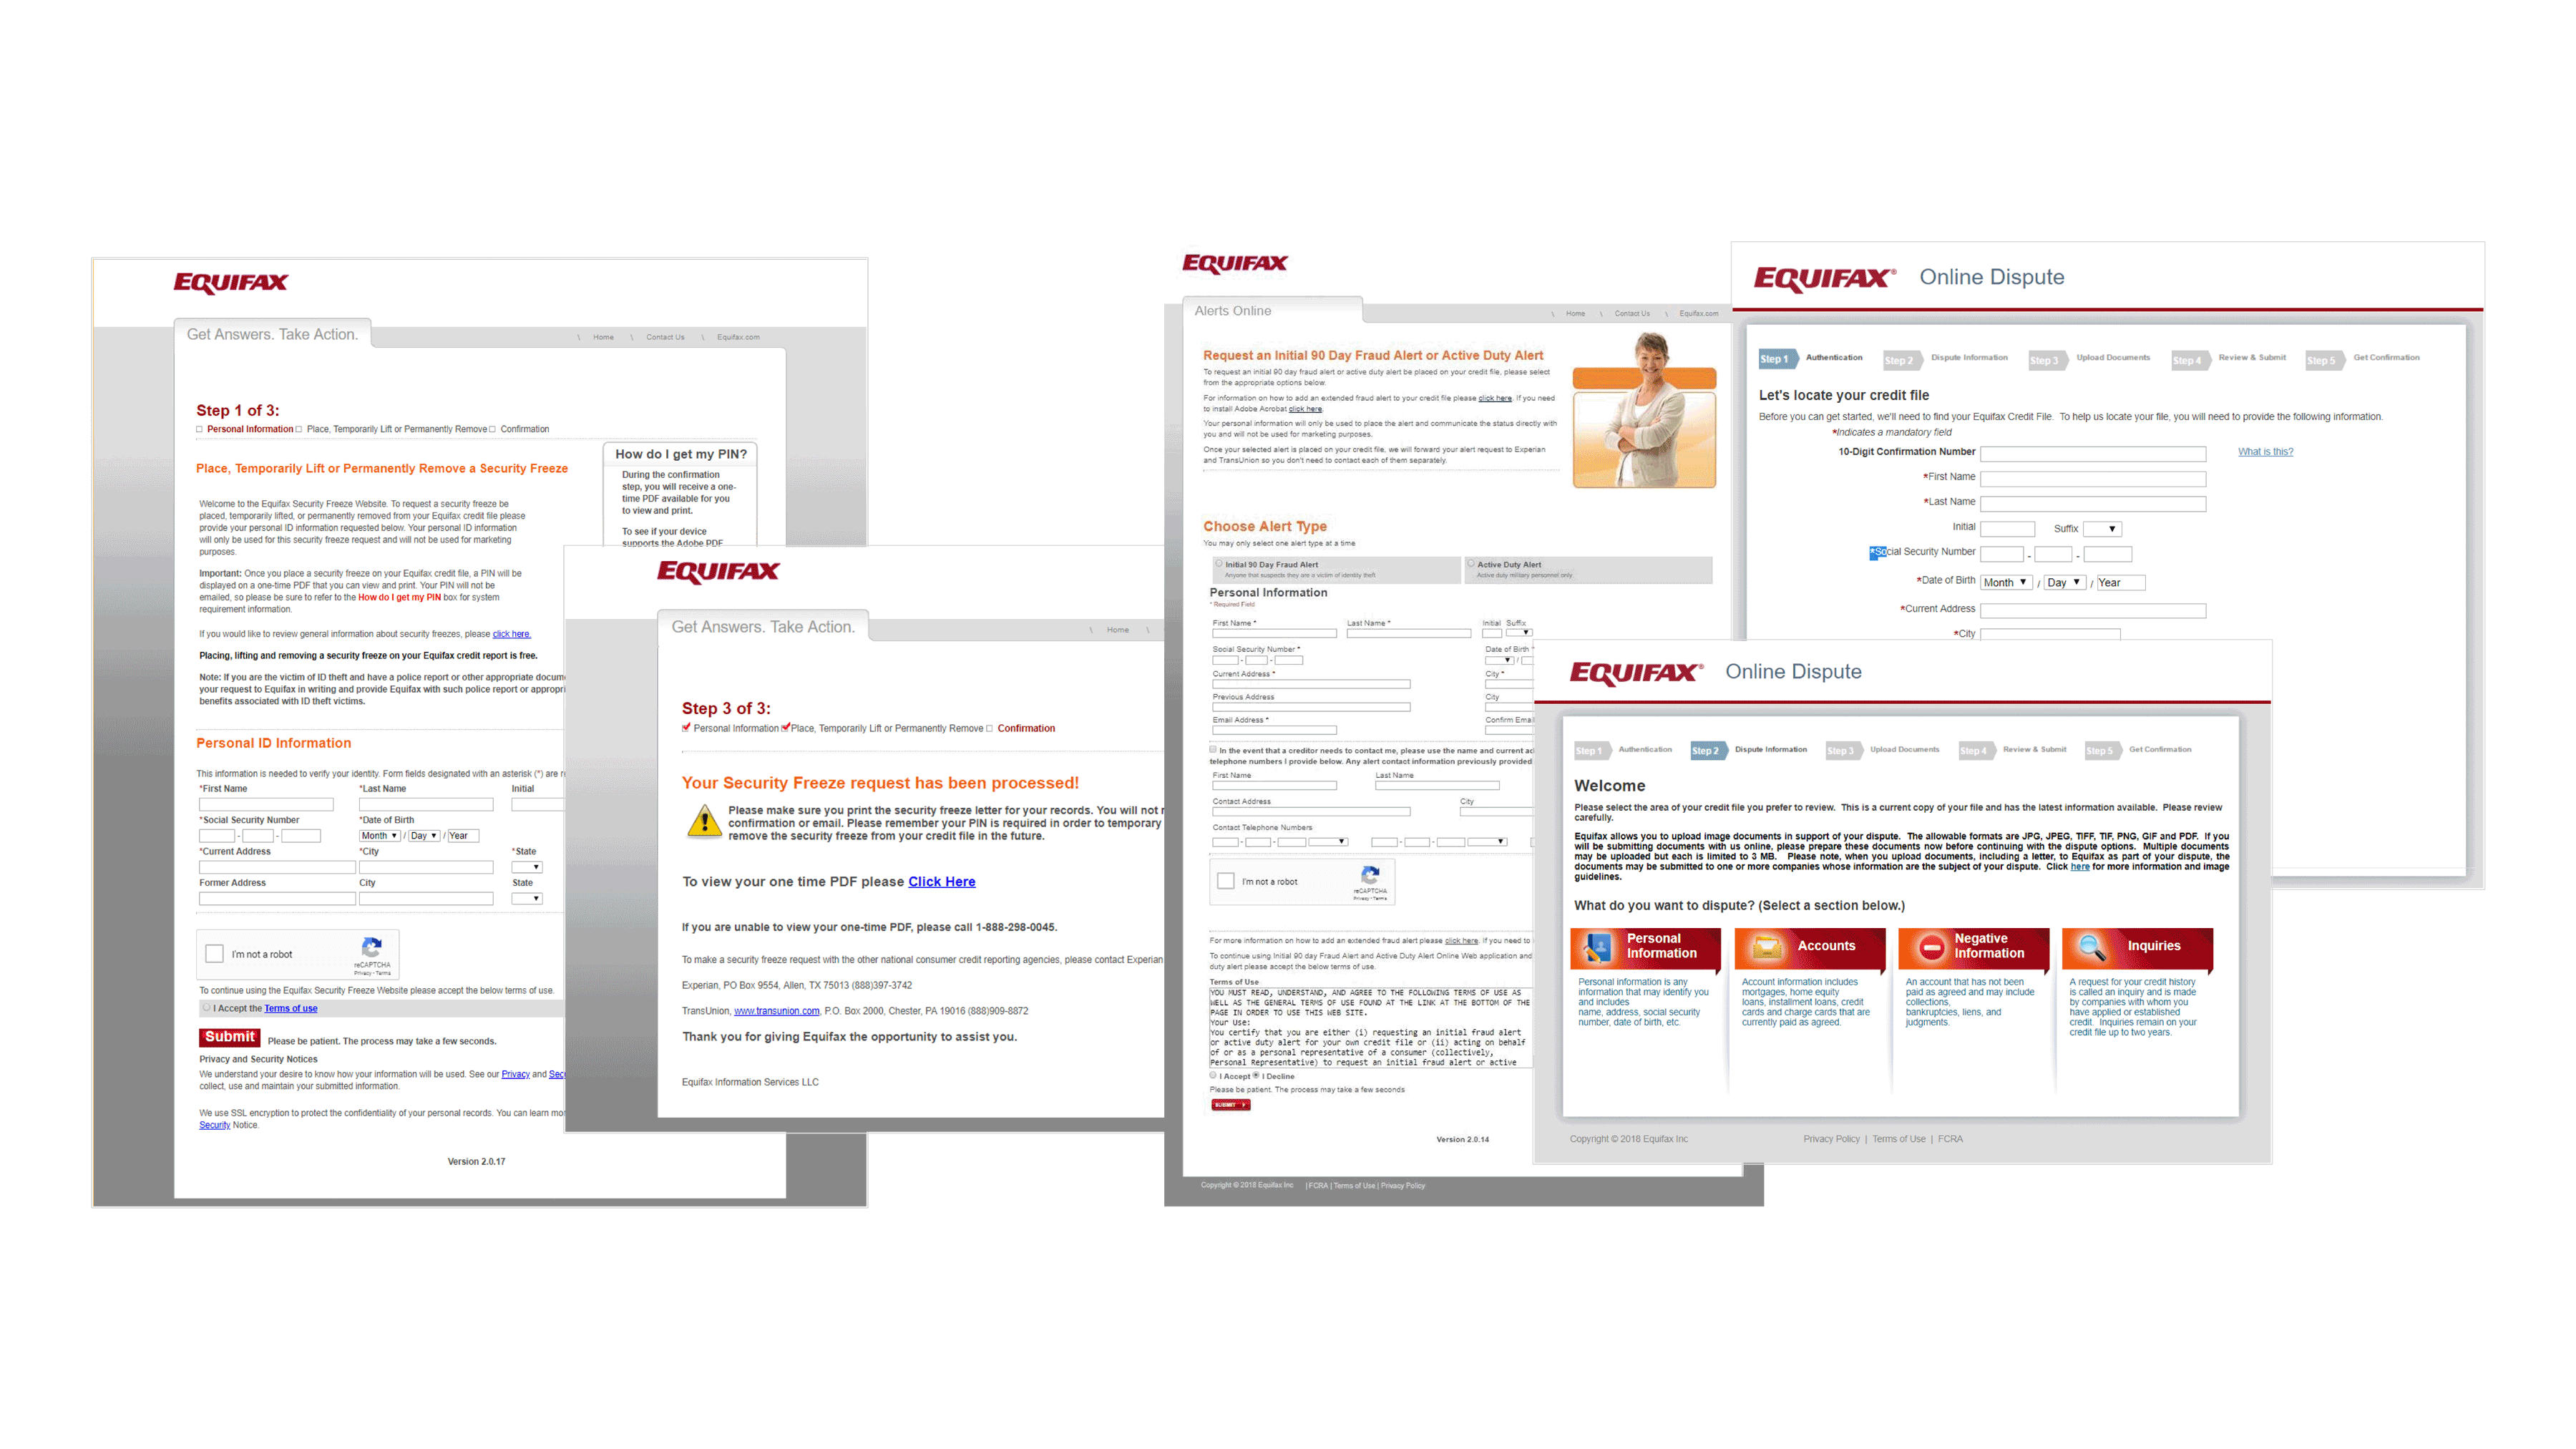 EQUIFAX
Get Answers. Take Action.
\ Home \ Contact Us \ Equifax.com
Step 1 of 3:
Personal Information Place, Temporarily Lift or Permanently Remove Confirmation
Place, Temporarily Lift or Permanently Remove a Security Freeze
How do I get my PIN?
During the confirmation
step, you will receive a one-
time PDF available for you
to view and print.
To see if your device
supports the Adobe PDF
Welcome to the Equifax Security Freeze Website. To request a security freeze be
placed, temporarily lifted, or permanently removed from your Equifax credit file please
provide your personal ID information requested below. Your personal ID information
will only be used for this security freeze request and will not be used for marketing
purposes.
Important: Once you place a security freeze on your Equifax credit file, a PIN will be
displayed on a one-time PDF that you can view and print. Your PIN will not be
emailed, so please be sure to refer to the How do I get my PIN box for system
requirement information.
If you would like to review general information about security freezes, please click here.
Placing, lifting and removing a security freeze on your Equifax credit report is free.
Note: If you are the victim of ID theft and have a police report or other appropriate
your request to Equifax in writing and provide Equifax with such police report or
benefits associated with ID theft victims.
Personal ID Information
This information is needed to verify your identity. Form fields designated with an asterisk (*) are
*First Name *Last Name Initial
*Social Security Number *Date of Birth
- - Month / Day / Year
*Current Address *City *State
Former Address City State
I'm not a robot
reCAPTCHA
Privacy - Terms
To continue using the Equifax Security Freeze Website please accept the below terms of use.
I Accept the Terms of use
Submit Please be patient. The process may take a few seconds.
Privacy and Security Notices
We understand your desire to know how your information will be used. See our Privacy and
collect, use and maintain your submitted information.
We use SSL encryption to protect the confidentiality of your personal records. You can learn
Security Notice.
Version 2.0.17
EQUIFAX
Get Answers. Take Action.
\ Home \
Step 3 of 3:
Personal Information Place, Temporarily Lift or Permanently Remove Confirmation
Your Security Freeze request has been processed!
Please make sure you print the security freeze letter for your records. You will not
confirmation or email. Please remember your PIN is required in order to temporary
remove the security freeze from your credit file in the future.
To view your one time PDF please Click Here
If you are unable to view your one-time PDF, please call 1-888-298-0045.
To make a security freeze request with the other national consumer credit reporting agencies, please contact Experian
Experian, PO Box 9554, Allen, TX 75013 (888)397-3742
TransUnion, www.transunion.com, P.O. Box 2000, Chester, PA 19016 (888)909-8872
Thank you for giving Equifax the opportunity to assist you.
Equifax Information Services LLC
EQUIFAX
Alerts Online
\ Home \ Contact Us \ Equifax.com
Request an Initial 90 Day Fraud Alert or Active Duty Alert
To request an initial 90 day fraud alert or active duty alert be placed on your credit file, please select
from the appropriate options below.
For information on how to add an extended fraud alert to your credit file please click here. If you need
to install Adobe Acrobat click here.
Your personal information will only be used to place the alert and communicate the status directly with
you and will not be used for marketing purposes.
Once your selected alert is placed on your credit file, we will forward your alert request to Experian
and TransUnion so you don't need to contact each of them separately.
Choose Alert Type
You may only select one alert type at a time
Initial 90 Day Fraud Alert
Anyone that suspects they are a victim of identity theft
Active Duty Alert
Active duty military personnel only
Personal Information
* Required Field
First Name * Last Name * Initial Suffix
Social Security Number * Date of Birth *
- - /
Current Address * City *
Previous Address City
Email Address * Confirm
In the event that a creditor needs to contact me, please use the name and current
telephone numbers I provide below. Any alert contact information previously provided
First Name Last Name
Contact Address City
Contact Telephone Numbers
- - - -
I'm not a robot
reCAPTCHA
Privacy - Terms
For more information on how to add an extended fraud alert please click here. If you need to
To continue using Initial 90 day Fraud Alert and Active Duty Alert Online Web application and
duty alert please accept the below terms of use.
Terms of Use
YOU MUST READ, UNDERSTAND, AND AGREE TO THE FOLLOWING TERMS OF USE AS
WELL AS THE GENERAL TERMS OF USE FOUND AT THE LINK AT THE BOTTOM OF THE
PAGE IN ORDER TO USE THIS WEB SITE.
Your Use:
You certify that you are either (i) requesting an initial fraud alert
or active duty alert for your own credit file or (ii) acting on behalf
of or as a personal representative of a consumer (collectively,
Personal Representative) to request an initial fraud alert or active
I Accept I Decline
Please be patient. The process may take a few seconds
SUBMIT
Version 2.0.14
Copyright © 2018 Equifax Inc | FCRA | Terms of Use | Privacy Policy
EQUIFAX® Online Dispute
Step 1 Authentication Step 2 Dispute Information Step 3 Upload Documents Step 4 Review & Submit Step 5 Get Confirmation
Let's locate your credit file
Before you can get started, we'll need to find your Equifax Credit File. To help us locate your file, you will need to provide the following information.
*Indicates a mandatory field
10-Digit Confirmation Number What is this?
*First Name
*Last Name
Initial Suffix
*Social Security Number - -
*Date of Birth Month / Day / Year
*Current Address
*City
EQUIFAX® Online Dispute
Step 1 Authentication Step 2 Dispute Information Step 3 Upload Documents Step 4 Review & Submit Step 5 Get Confirmation
Welcome
Please select the area of your credit file you prefer to review. This is a current copy of your file and has the latest information available. Please review
carefully.
Equifax allows you to upload image documents in support of your dispute. The allowable formats are JPG, JPEG, TIFF, TIF, PNG, GIF and PDF. If you
will be submitting documents with us online, please prepare these documents now before continuing with the dispute options. Multiple documents
may be uploaded but each is limited to 3 MB. Please note, when you upload documents, including a letter, to Equifax as part of your dispute, the
documents may be submitted to one or more companies whose information are the subject of your dispute. Click here for more information and image
guidelines.
What do you want to dispute? (Select a section below.)
Personal
Information
Personal information is any
information that may identify you
and includes
name, address, social security
number, date of birth, etc.
Accounts
Account information includes
mortgages, home equity
loans, installment loans, credit
cards and charge cards that are
currently paid as agreed.
Negative
Information
An account that has not been
paid as agreed and may include
collections,
bankruptcies, liens, and
judgments.
Inquiries
A request for your credit history
is called an inquiry and is made
by companies with whom you
have applied or established
credit. Inquiries remain on your
credit file up to two years.
Copyright © 2018 Equifax Inc Privacy Policy | Terms of Use | FCRA